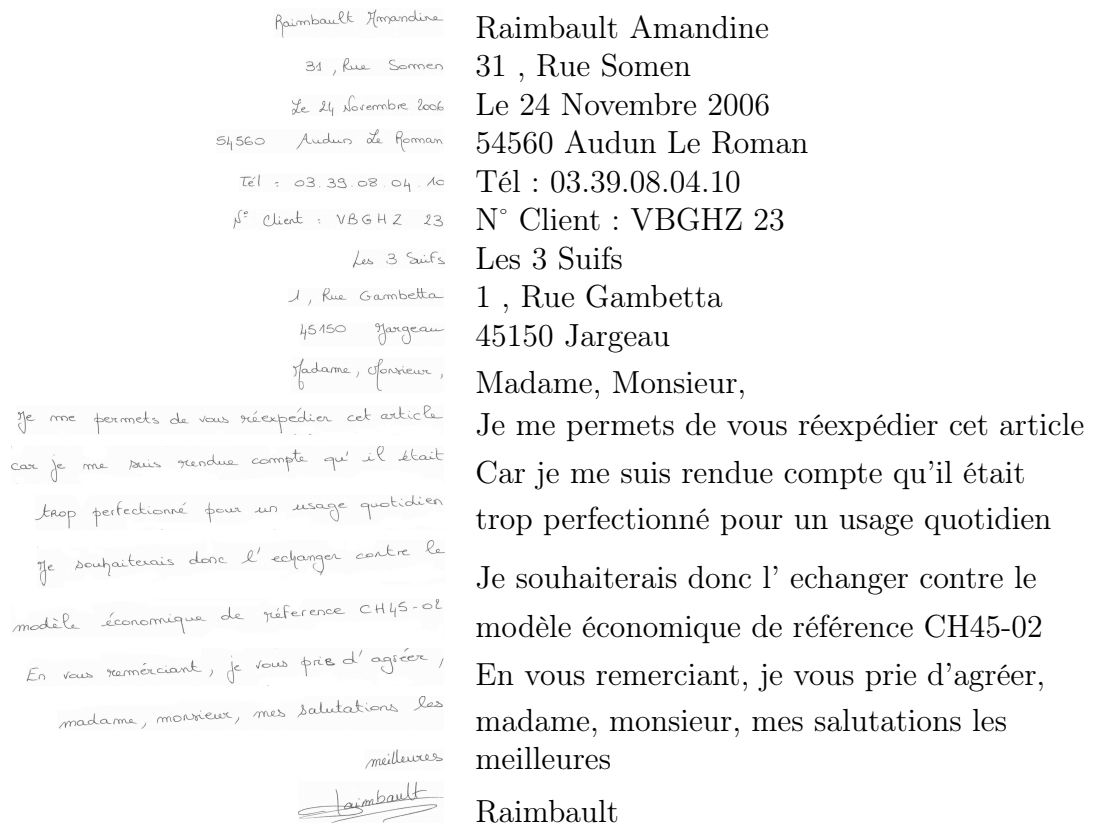 Raimbault Amandine Raimbault Amandine
31 , Rue Somen 31 , Rue Somen
Le 24 Novembre 2006 Le 24 Novembre 2006
54560 Audun Le Roman 54560 Audun Le Roman
Tél : 03.39.08.04.10 Tél : 03.39.08.04.10
N° Client : VBGHZ 23 N° Client : VBGHZ 23
Les 3 Suifs Les 3 Suifs
1 , Rue Gambetta 1 , Rue Gambetta
45150 Jargeau 45150 Jargeau
Madame, Monsieur, Madame, Monsieur,
Je me permets de vous réexpédier cet article Je me permets de vous réexpédier cet article
car je me suis rendue compte qu' il était Car je me suis rendue compte qu'il était
trop perfectionné pour un usage quotidien trop perfectionné pour un usage quotidien
Je souhaiterais donc l' echanger contre le Je souhaiterais donc l' echanger contre le
modèle économique de réference CH45-02 modèle économique de référence CH45-02
En vous remérciant, je vous prie d' agréer, En vous remerciant, je vous prie d'agréer,
madame, monsieur, mes salutations les madame, monsieur, mes salutations les
meilleures meilleures
Raimbault Raimbault